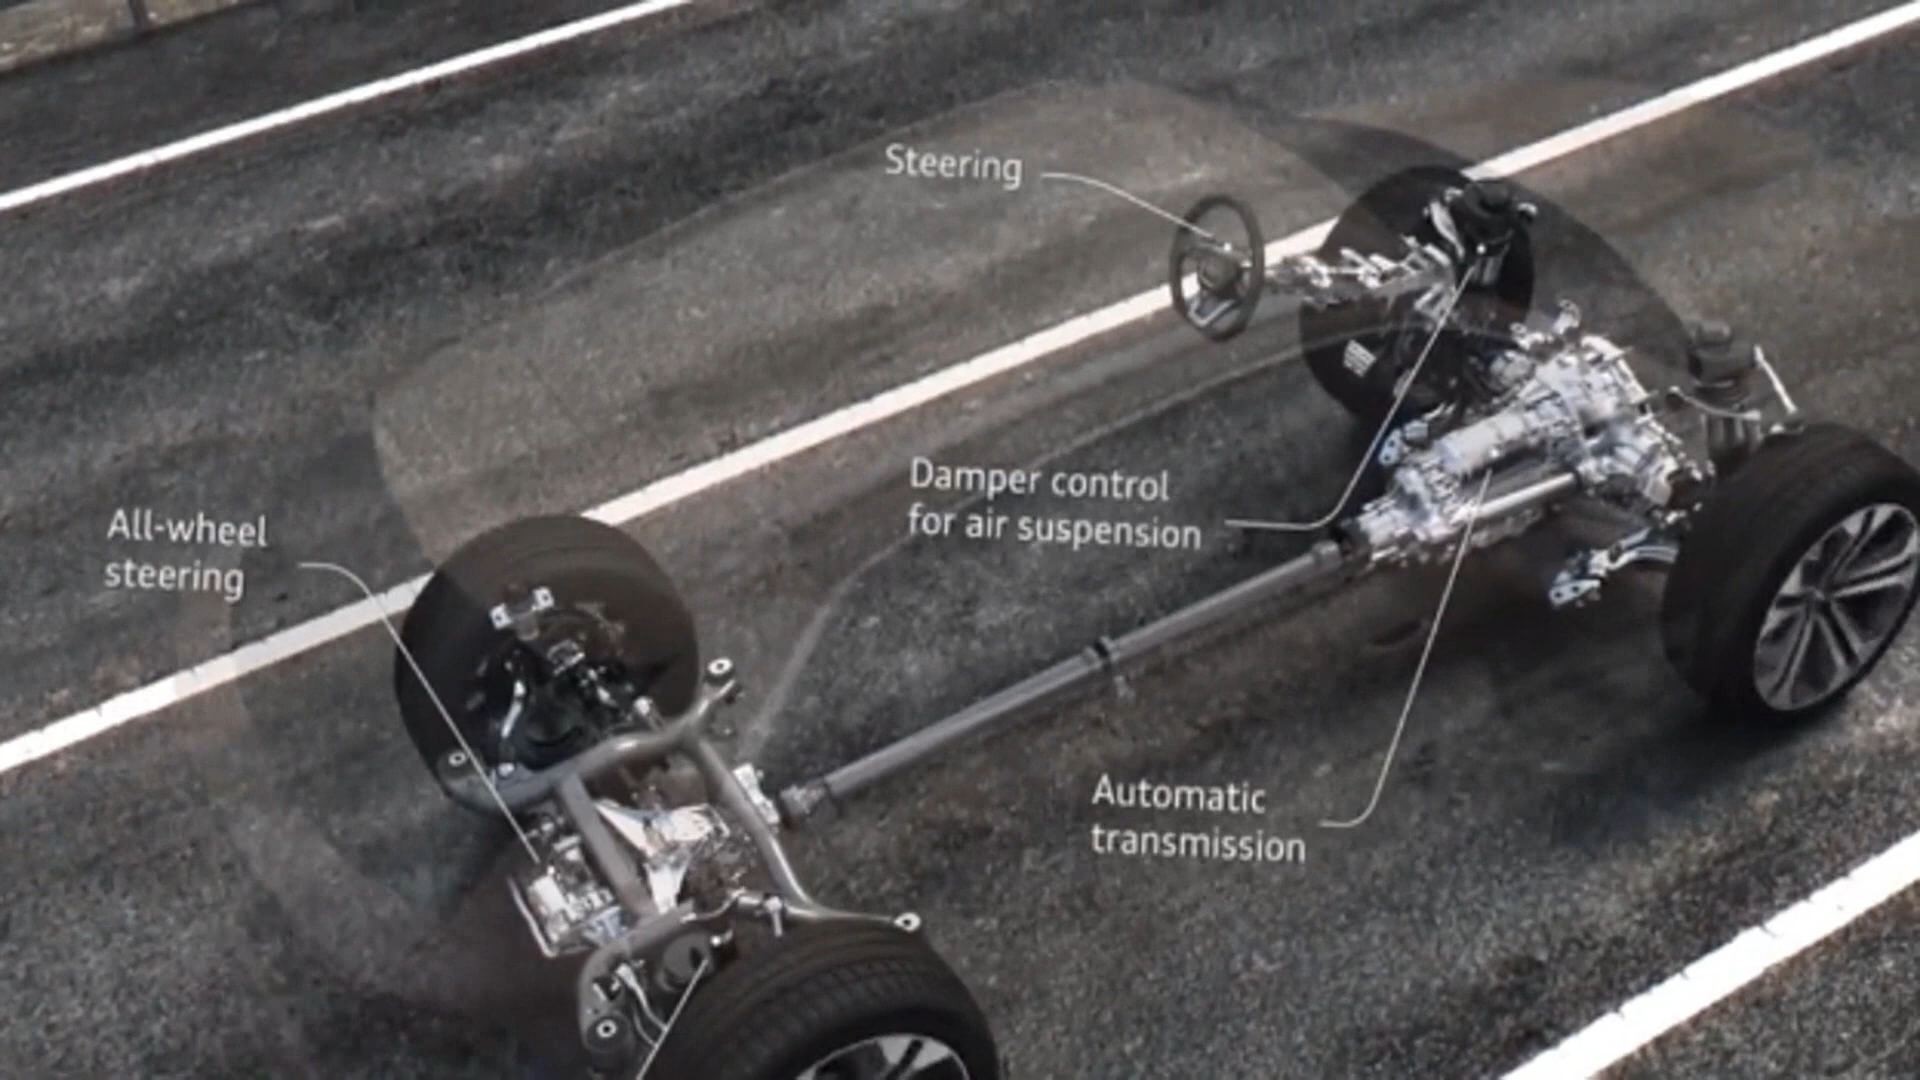 Steering
Damper control
for air suspension
All-wheel
steering
Automatic
transmission